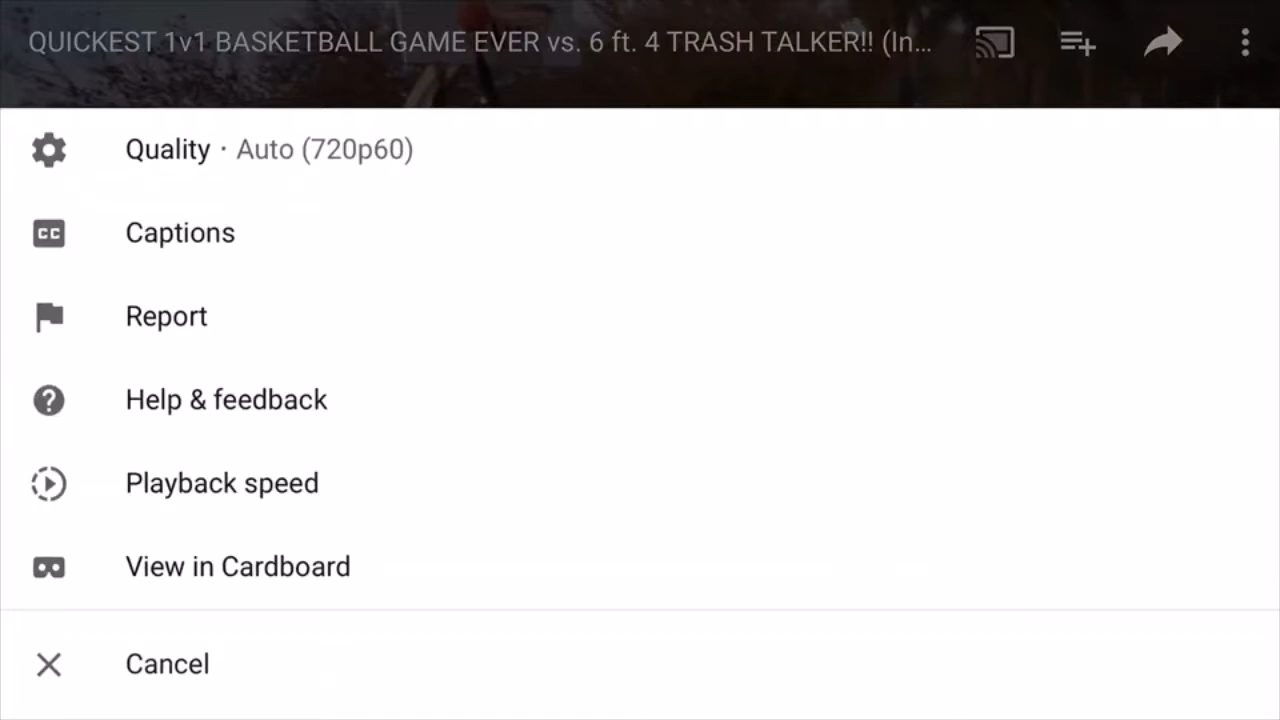 QUICKEST 1v1 BASKETBALL GAME EVER vs. 6 ft. 4 TRASH TALKER!! (In...
Quality · Auto (720p60)
CC Captions
Report
Help & feedback
Playback speed
View in Cardboard
Cancel